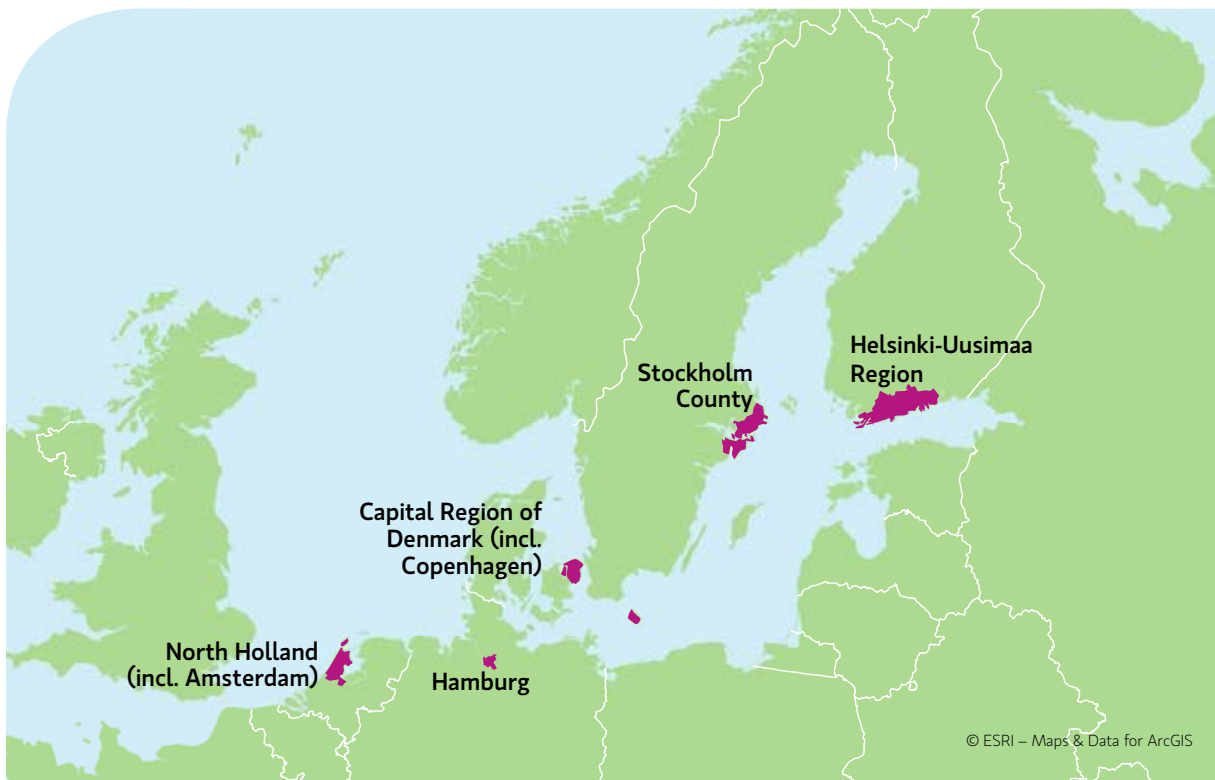 Helsinki-Uusimaa
Region
Stockholm
County
Capital Region of
Denmark (incl.
Copenhagen)
North Holland
(incl. Amsterdam)
Hamburg
© ESRI – Maps & Data for ArcGIS